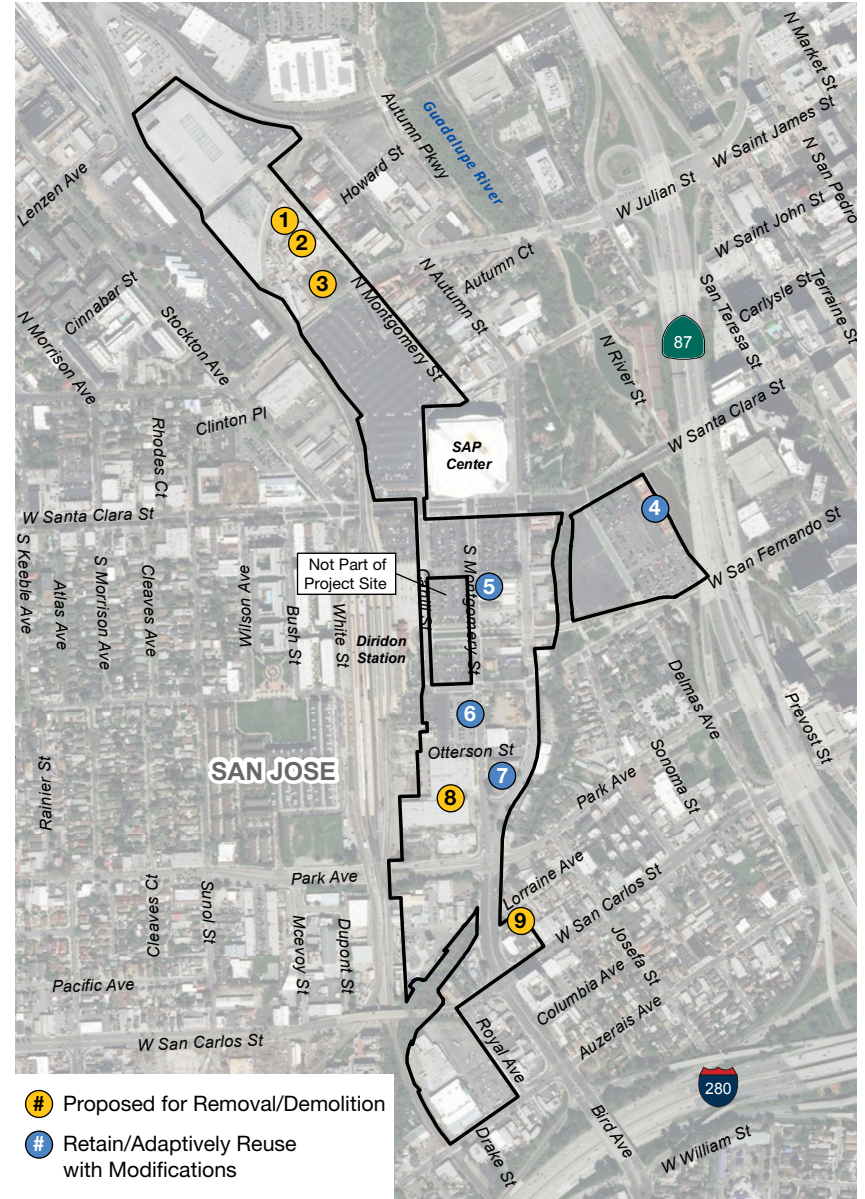 N Market St
W Saint James St
N San Pedro
Guadalupe River
Autumn Pkwy
Howard St
Lenzen Ave
W Julian St
W Saint John St
1
2
3
Autumn Ct
N Autumn St
N Montgomery St
Cinnabar St
Stockton Ave
N Morrison Ave
San Teresa St
Carlysle St
Terraine St
87
N River St
Clinton Pl
Rhodes Ct
SAP
Center
W Santa Clara St
W Santa Clara St
4
W San Fernando St
S Keeble Ave
Atlas Ave
S Morrison Ave
Cleaves Ave
Wilson Ave
Bush St
White St
Not Part of
Project Site
Cahill St
S Montgomery St
5
Diridon
Station
6
Delmas Ave
Prevost St
Otterson St
7
SAN JOSE
8
Sonoma St
Park Ave
Rainier St
Park Ave
Lorraine Ave
9
W San Carlos St
Cleaves Ct
Sunol St
Mcevoy St
Dupont St
Josefa St
Columbia Ave
Auzerais Ave
Pacific Ave
W San Carlos St
Royal Ave
280
Bird Ave
Drake St
W William St
# Proposed for Removal/Demolition
# Retain/Adaptively Reuse
with Modifications